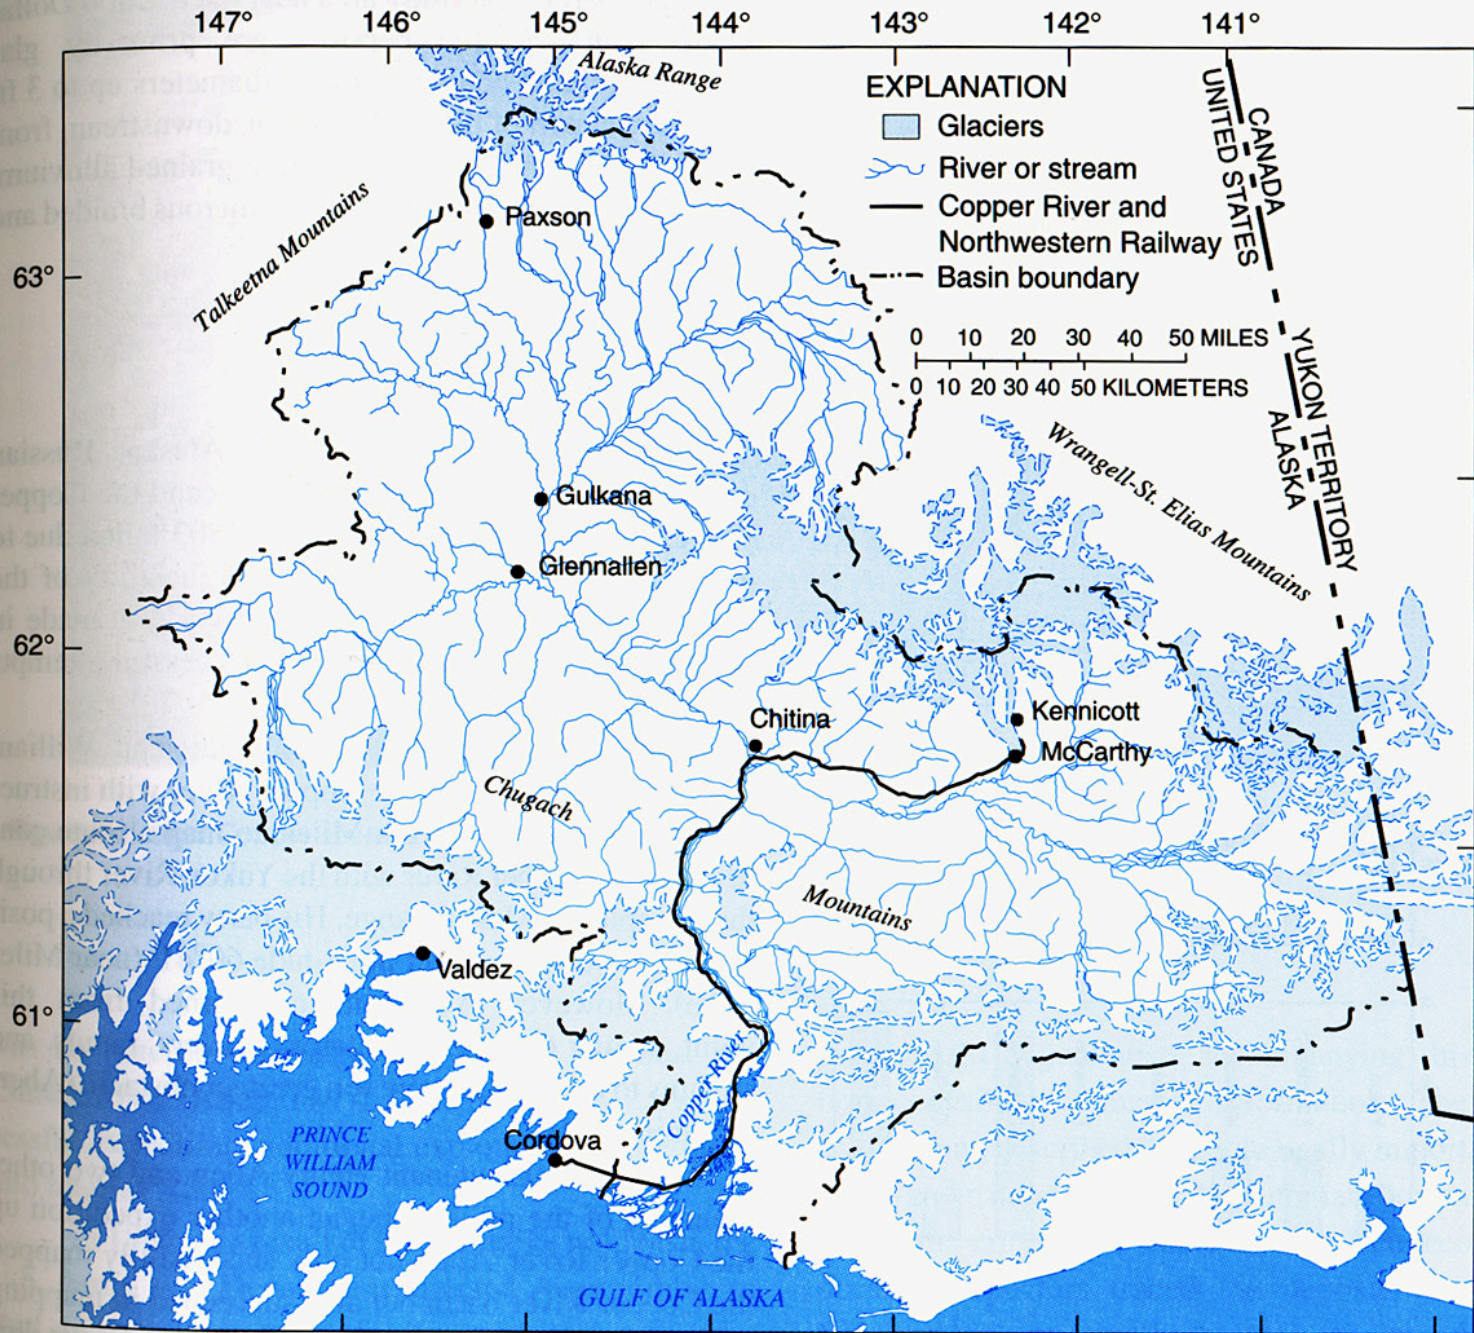 147° 146° 145° 144° 143° 142° 141°
Alaska Range
EXPLANATION
Glaciers
River or stream
Copper River and
Northwestern Railway
Basin boundary
CANADA
UNITED STATES
Talkeetna Mountains
Paxson
63°
0 10 20 30 40 50 MILES
0 10 20 30 40 50 KILOMETERS
YUKON TERRITORY
ALASKA
Wrangell-St. Elias Mountains
Gulkana
Glennallen
62°
Kennicott
Chitina
McCarthy
Chugach
Mountains
Valdez
61°
Copper River
Cordova
PRINCE
WILLIAM
SOUND
GULF OF ALASKA